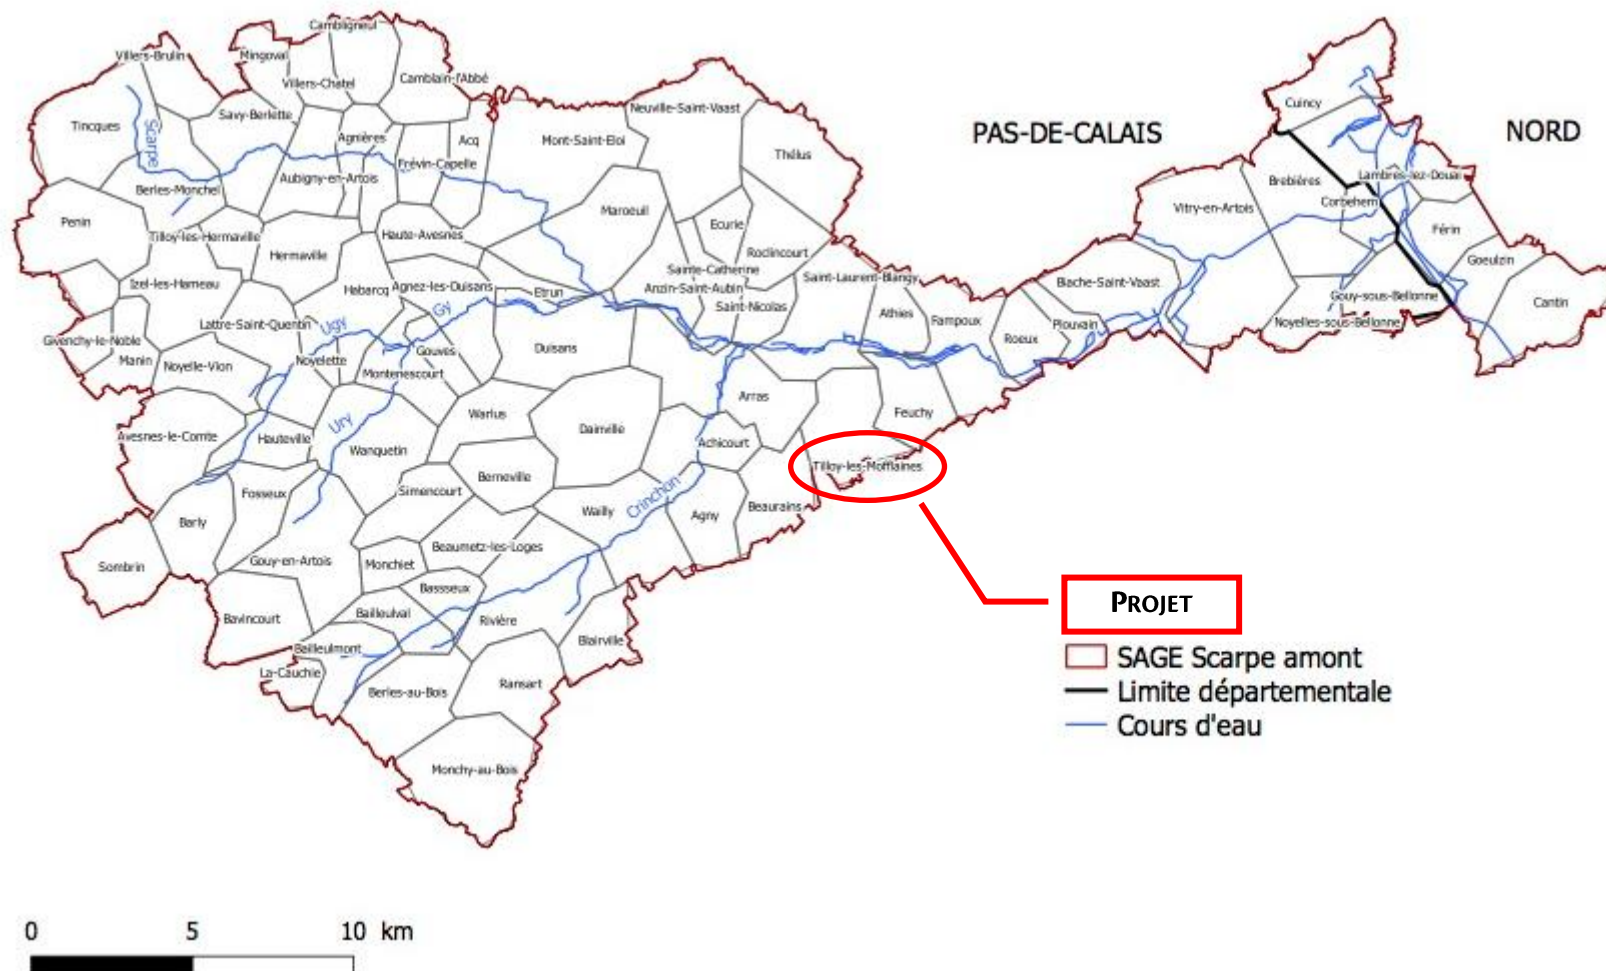 Cambligneul
Villers-Brulin
Mingoval
Villers-Chatel
Camblain-l'Abbé
Neuville-Saint-Vaast
Cuincy
PAS-DE-CALAIS
NORD
Tincques
Scarpe
Savy-Berlette
Agnières
Acq
Mont-Saint-Eloi
Thélus
Frévin-Capelle
Berles-Monchel
Aubigny-en-Artois
Brebières
Lambres-lez-Douai
Corbehem
Vitry-en-Artois
Penin
Maroeuil
Ecurie
Férin
Tilloy-les-Hermaville
Haute-Avesnes
Hermaville
Roclincourt
Goeulzin
Sainte-Catherine
Saint-Laurent-Blangy
Izel-les-Hameau
Habarcq
Agnez-les-Duisans
Etrun
Anzin-Saint-Aubin
Biache-Saint-Vaast
Gouy-sous-Bellonne
Cantin
Saint-Nicolas
Athies
Fampoux
Plouvain
Noyelles-sous-Bellonne
Lattre-Saint-Quentin
Ugy
Gy
Givenchy-le-Noble
Manin
Noyelle-Vion
Noyelette
Gouves
Duisans
Roeux
Montenescourt
Arras
Warlus
Feuchy
Avesnes-le-Comte
Hauteville
Ury
Wanquetin
Dainville
Achicourt
Tilloy-les-Mofflaines
Fosseux
Simencourt
Berneville
Crinchon
Barly
Wailly
Agny
Beaurains
Sombrin
Gouy-en-Artois
Monchiet
Beaumetz-les-Loges
Bassseux
PROJET
Bavincourt
Bailleulval
Rivière
Blairville
Bailleulmont
SAGE Scarpe amont
La-Cauchie
Berles-au-Bois
Ransart
Limite départementale
Cours d'eau
Monchy-au-Bois
0 5 10 km